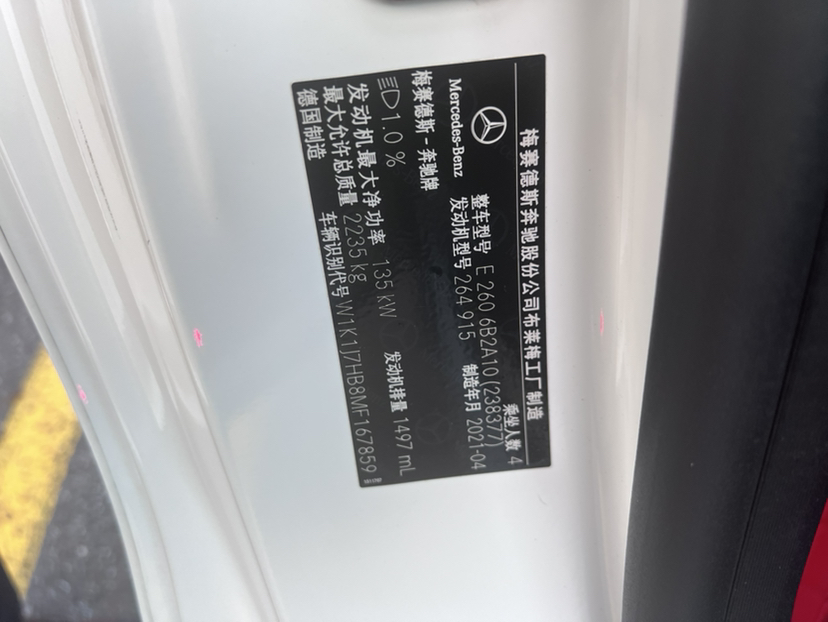 梅赛德斯奔驰股份公司布莱梅工厂制造
乘坐人数 4
Mercedes-Benz
整车型号 E 260 6B2A10 (238377)
发动机型号 264 915 制造年月 2021-04
梅赛德斯-奔驰牌
1.0 %
发动机最大净功率 135 kW 发动机排量 1497 mL
最大允许总质量 2235 kg
德国制造 车辆识别代号 W1K1J7HB8MF167859